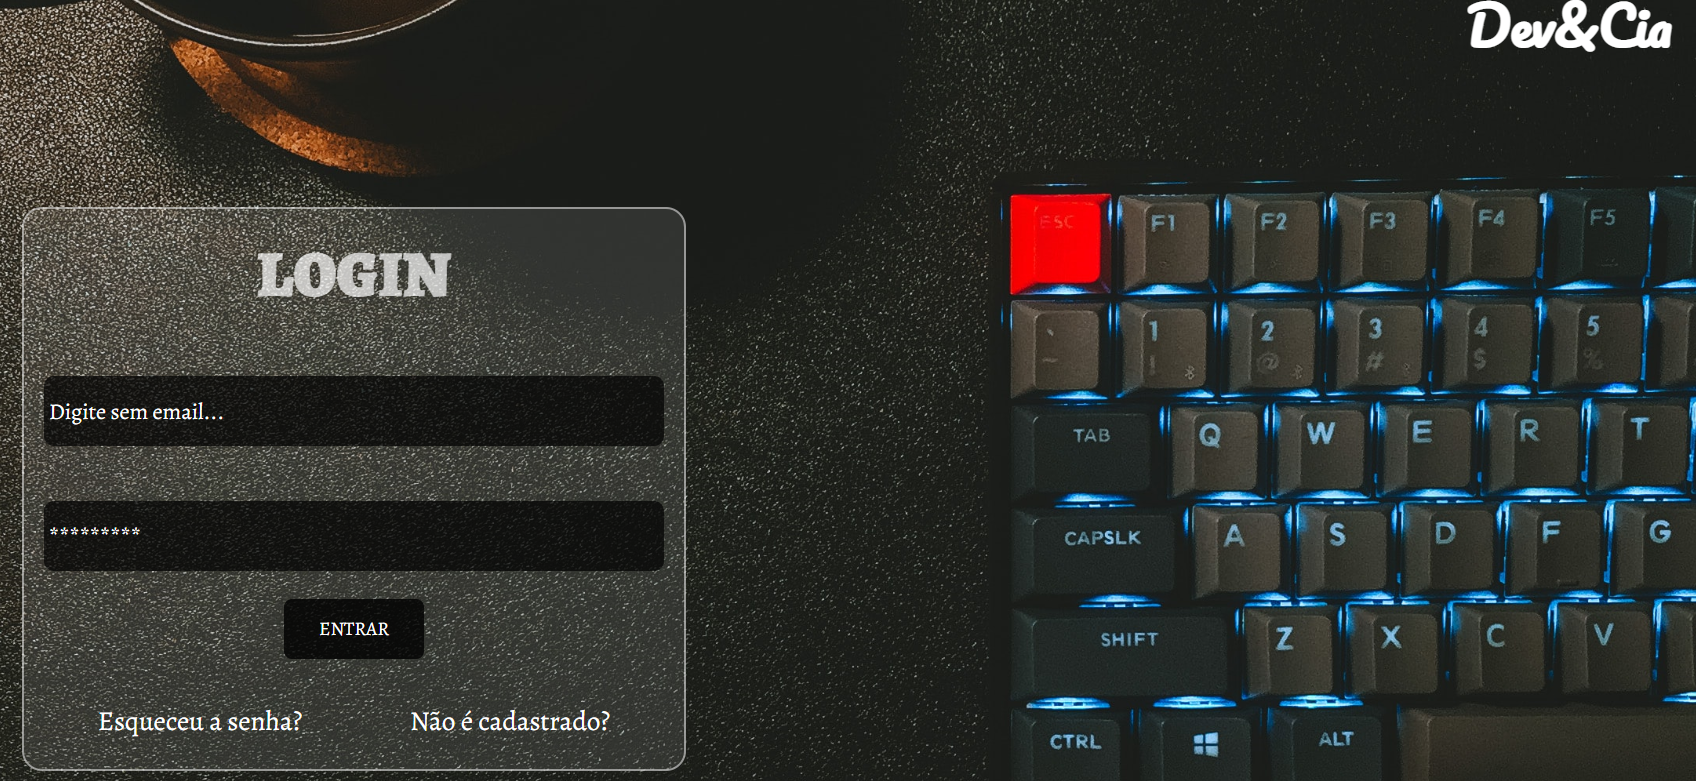 Dev&Cia
LOGIN
Digite sem email...
*********
ENTRAR
Esqueceu a senha? Não é cadastrado?
ESC F1 F2 F3 F4 F5
` 1 2 3 4 5
~ ! @ # $ %
TAB Q W E R T
CAPSLK A S D F G
SHIFT Z X C V
CTRL ALT